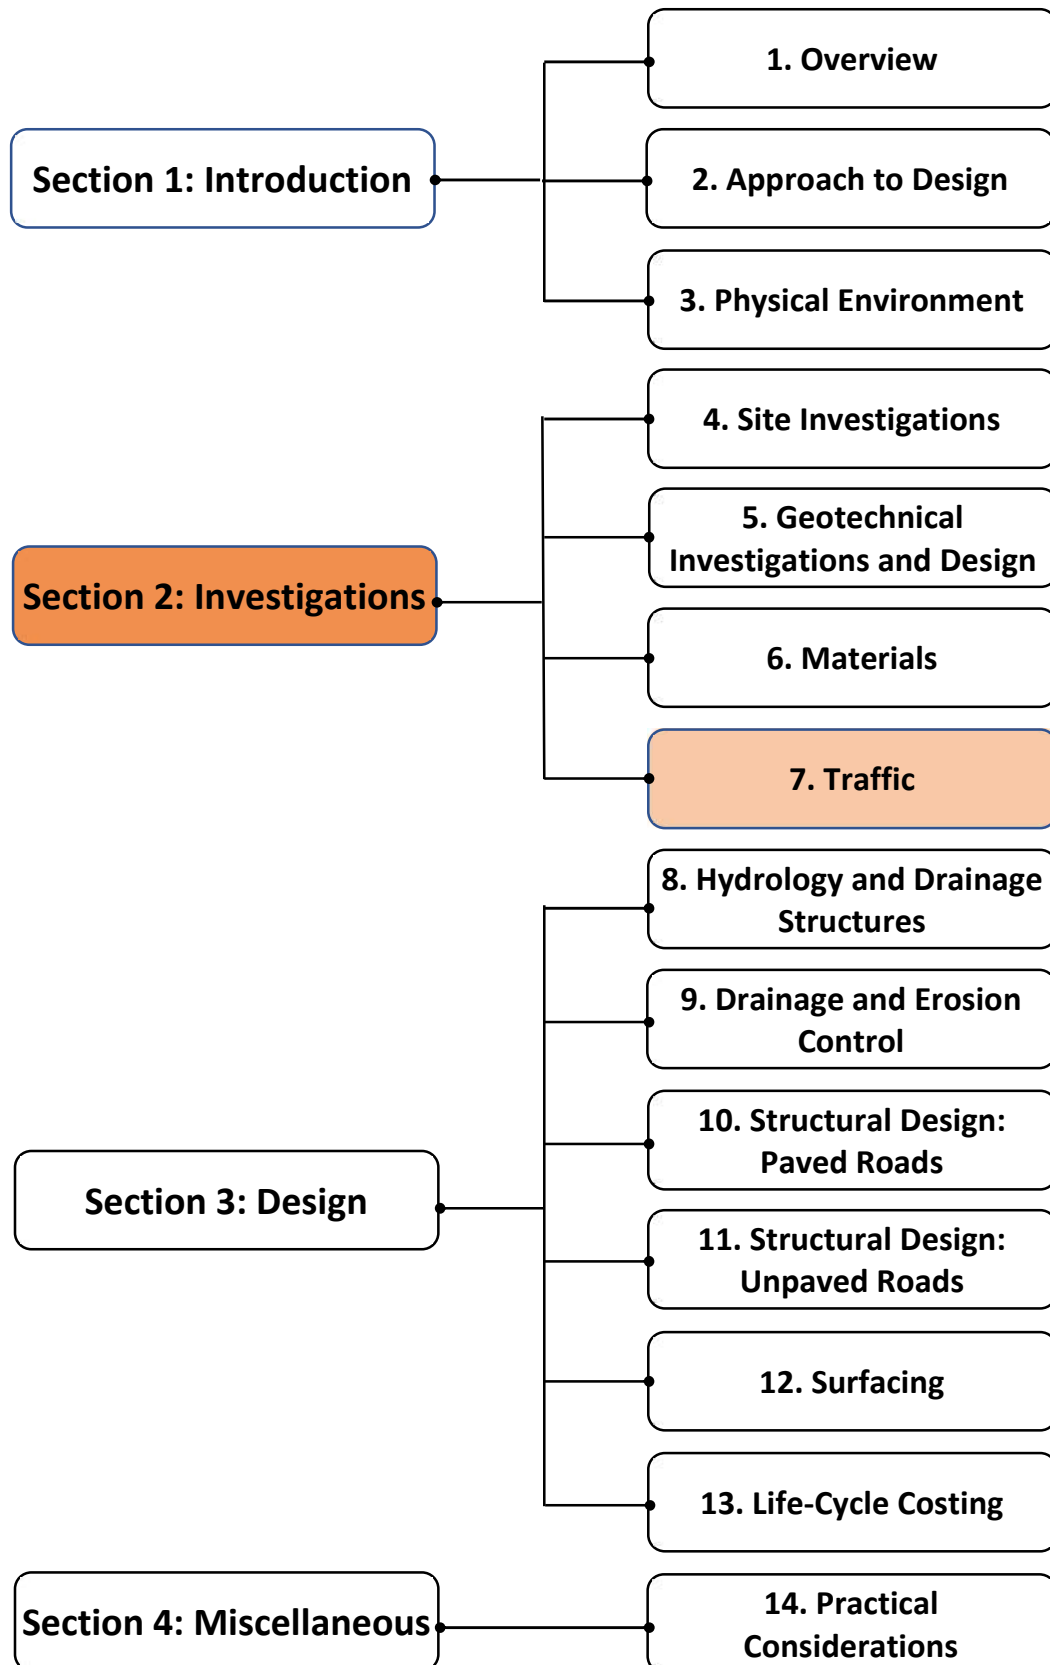 Section 1: Introduction
1. Overview
2. Approach to Design
3. Physical Environment
Section 2: Investigations
4. Site Investigations
5. Geotechnical
Investigations and Design
6. Materials
7. Traffic
Section 3: Design
8. Hydrology and Drainage
Structures
9. Drainage and Erosion
Control
10. Structural Design:
Paved Roads
11. Structural Design:
Unpaved Roads
12. Surfacing
13. Life-Cycle Costing
Section 4: Miscellaneous
14. Practical
Considerations